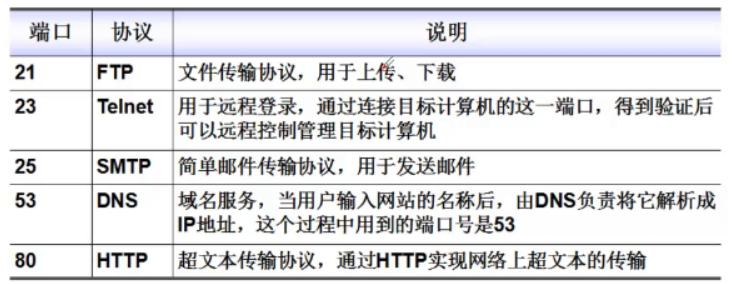 端口 协议 说明
21 FTP 文件传输协议，用于上传、下载
23 Telnet 用于远程登录，通过连接目标计算机的这一端口，得到验证后
可以远程控制管理目标计算机
25 SMTP 简单邮件传输协议，用于发送邮件
53 DNS 域名服务，当用户输入网站的名称后，由DNS负责将它解析成
IP地址，这个过程中用到的端口号是53
80 HTTP 超文本传输协议，通过HTTP实现网络上超文本的传输